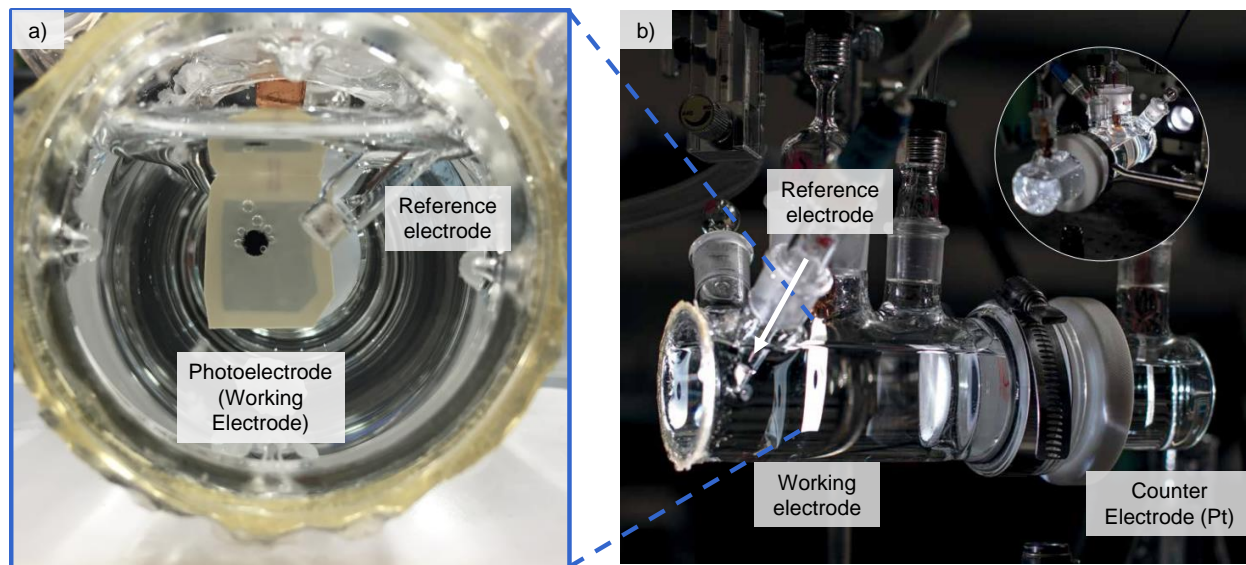 a)
Reference
electrode
Photoelectrode
(Working
Electrode)
b)
Reference
electrode
Working
electrode
Counter
Electrode (Pt)